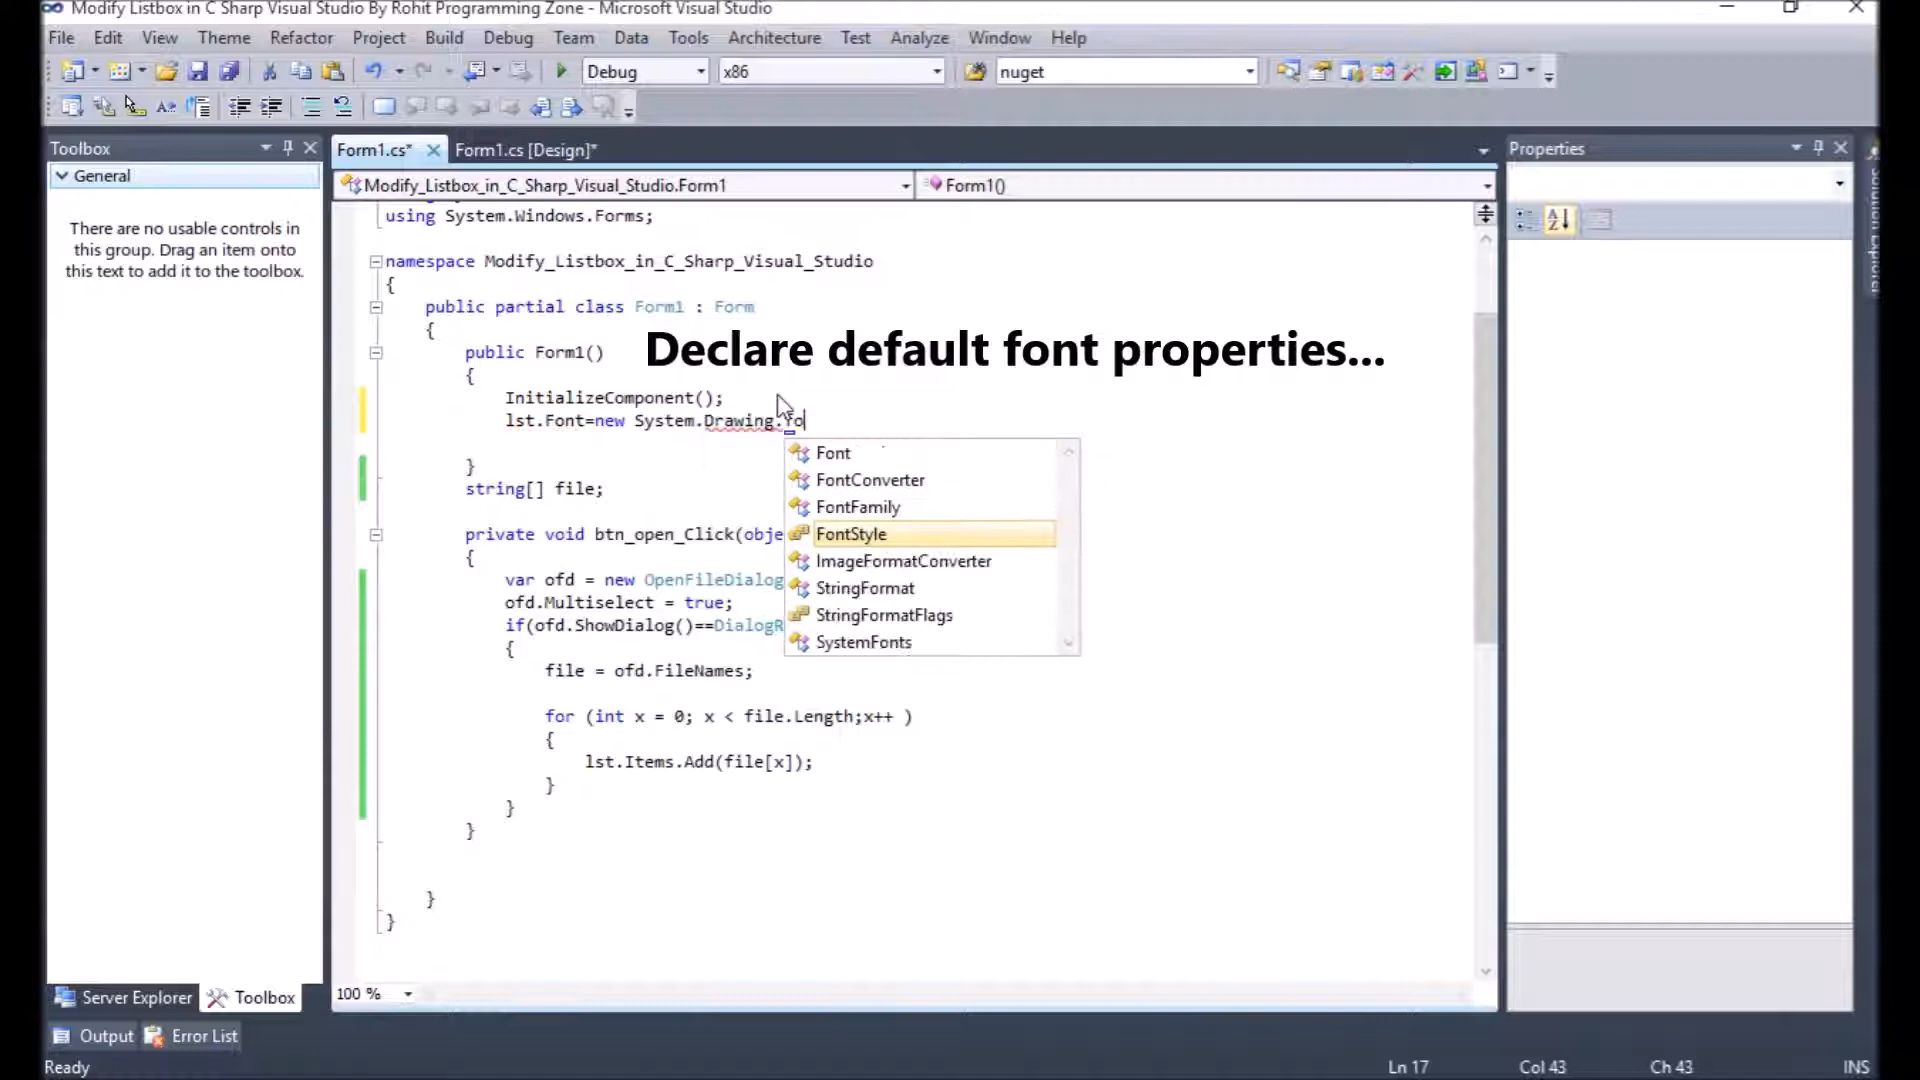 Modify Listbox in C Sharp Visual Studio By Rohit Programming Zone - Microsoft Visual Studio
File Edit View Theme Refactor Project Build Debug Team Data Tools Architecture Test Analyze Window Help
Debug x86 nuget
Toolbox
General
There are no usable controls in
this group. Drag an item onto
this text to add it to the toolbox.
Server Explorer Toolbox
Form1.cs* Form1.cs [Design]*
Modify_Listbox_in_C_Sharp_Visual_Studio.Form1 Form1()
using System.Windows.Forms;
namespace Modify_Listbox_in_C_Sharp_Visual_Studio
{
public partial class Form1 : Form
{
Declare default font properties...
public Form1()
{
InitializeComponent();
lst.Font=new System.Drawing.fo
}
string[] file;
private void btn_open_Click(obje
{
var ofd = new OpenFileDialog
ofd.Multiselect = true;
if(ofd.ShowDialog()==DialogR
{
file = ofd.FileNames;
for (int x = 0; x < file.Length;x++ )
{
lst.Items.Add(file[x]);
}
}
}
}
}
Font
FontConverter
FontFamily
FontStyle
ImageFormatConverter
StringFormat
StringFormatFlags
SystemFonts
100 %
Properties
Solution Explorer
Output Error List
Ready Ln 17 Col 43 Ch 43 INS